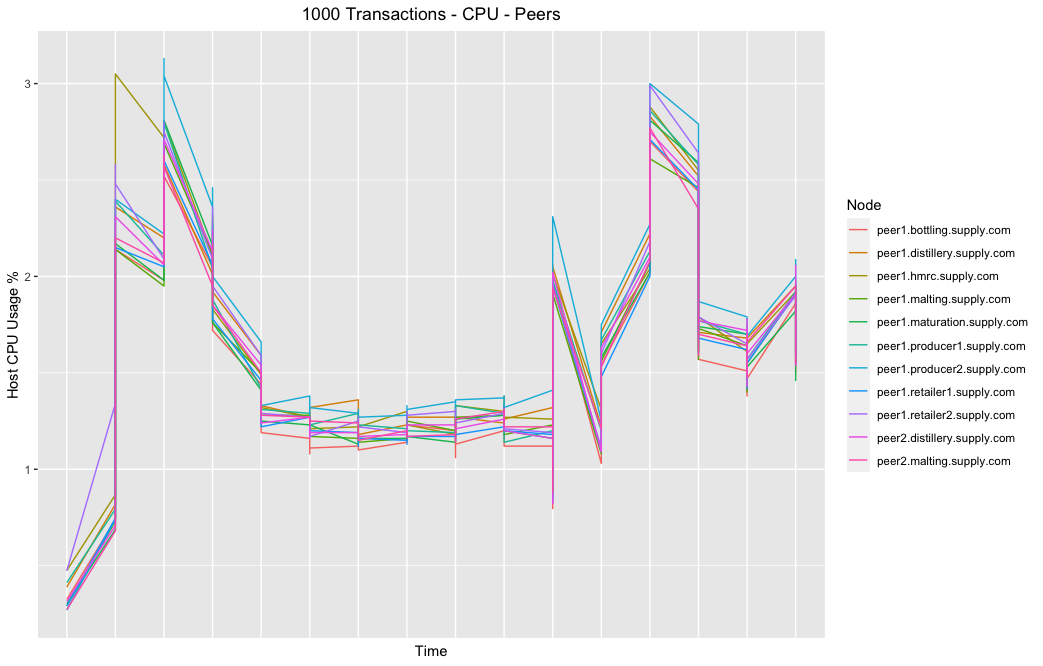 1000 Transactions - CPU - Peers
Host CPU Usage %
3
2
1
Time
Node
peer1.bottling.supply.com
peer1.distillery.supply.com
peer1.hmrc.supply.com
peer1.malting.supply.com
peer1.maturation.supply.com
peer1.producer1.supply.com
peer1.producer2.supply.com
peer1.retailer1.supply.com
peer1.retailer2.supply.com
peer2.distillery.supply.com
peer2.malting.supply.com